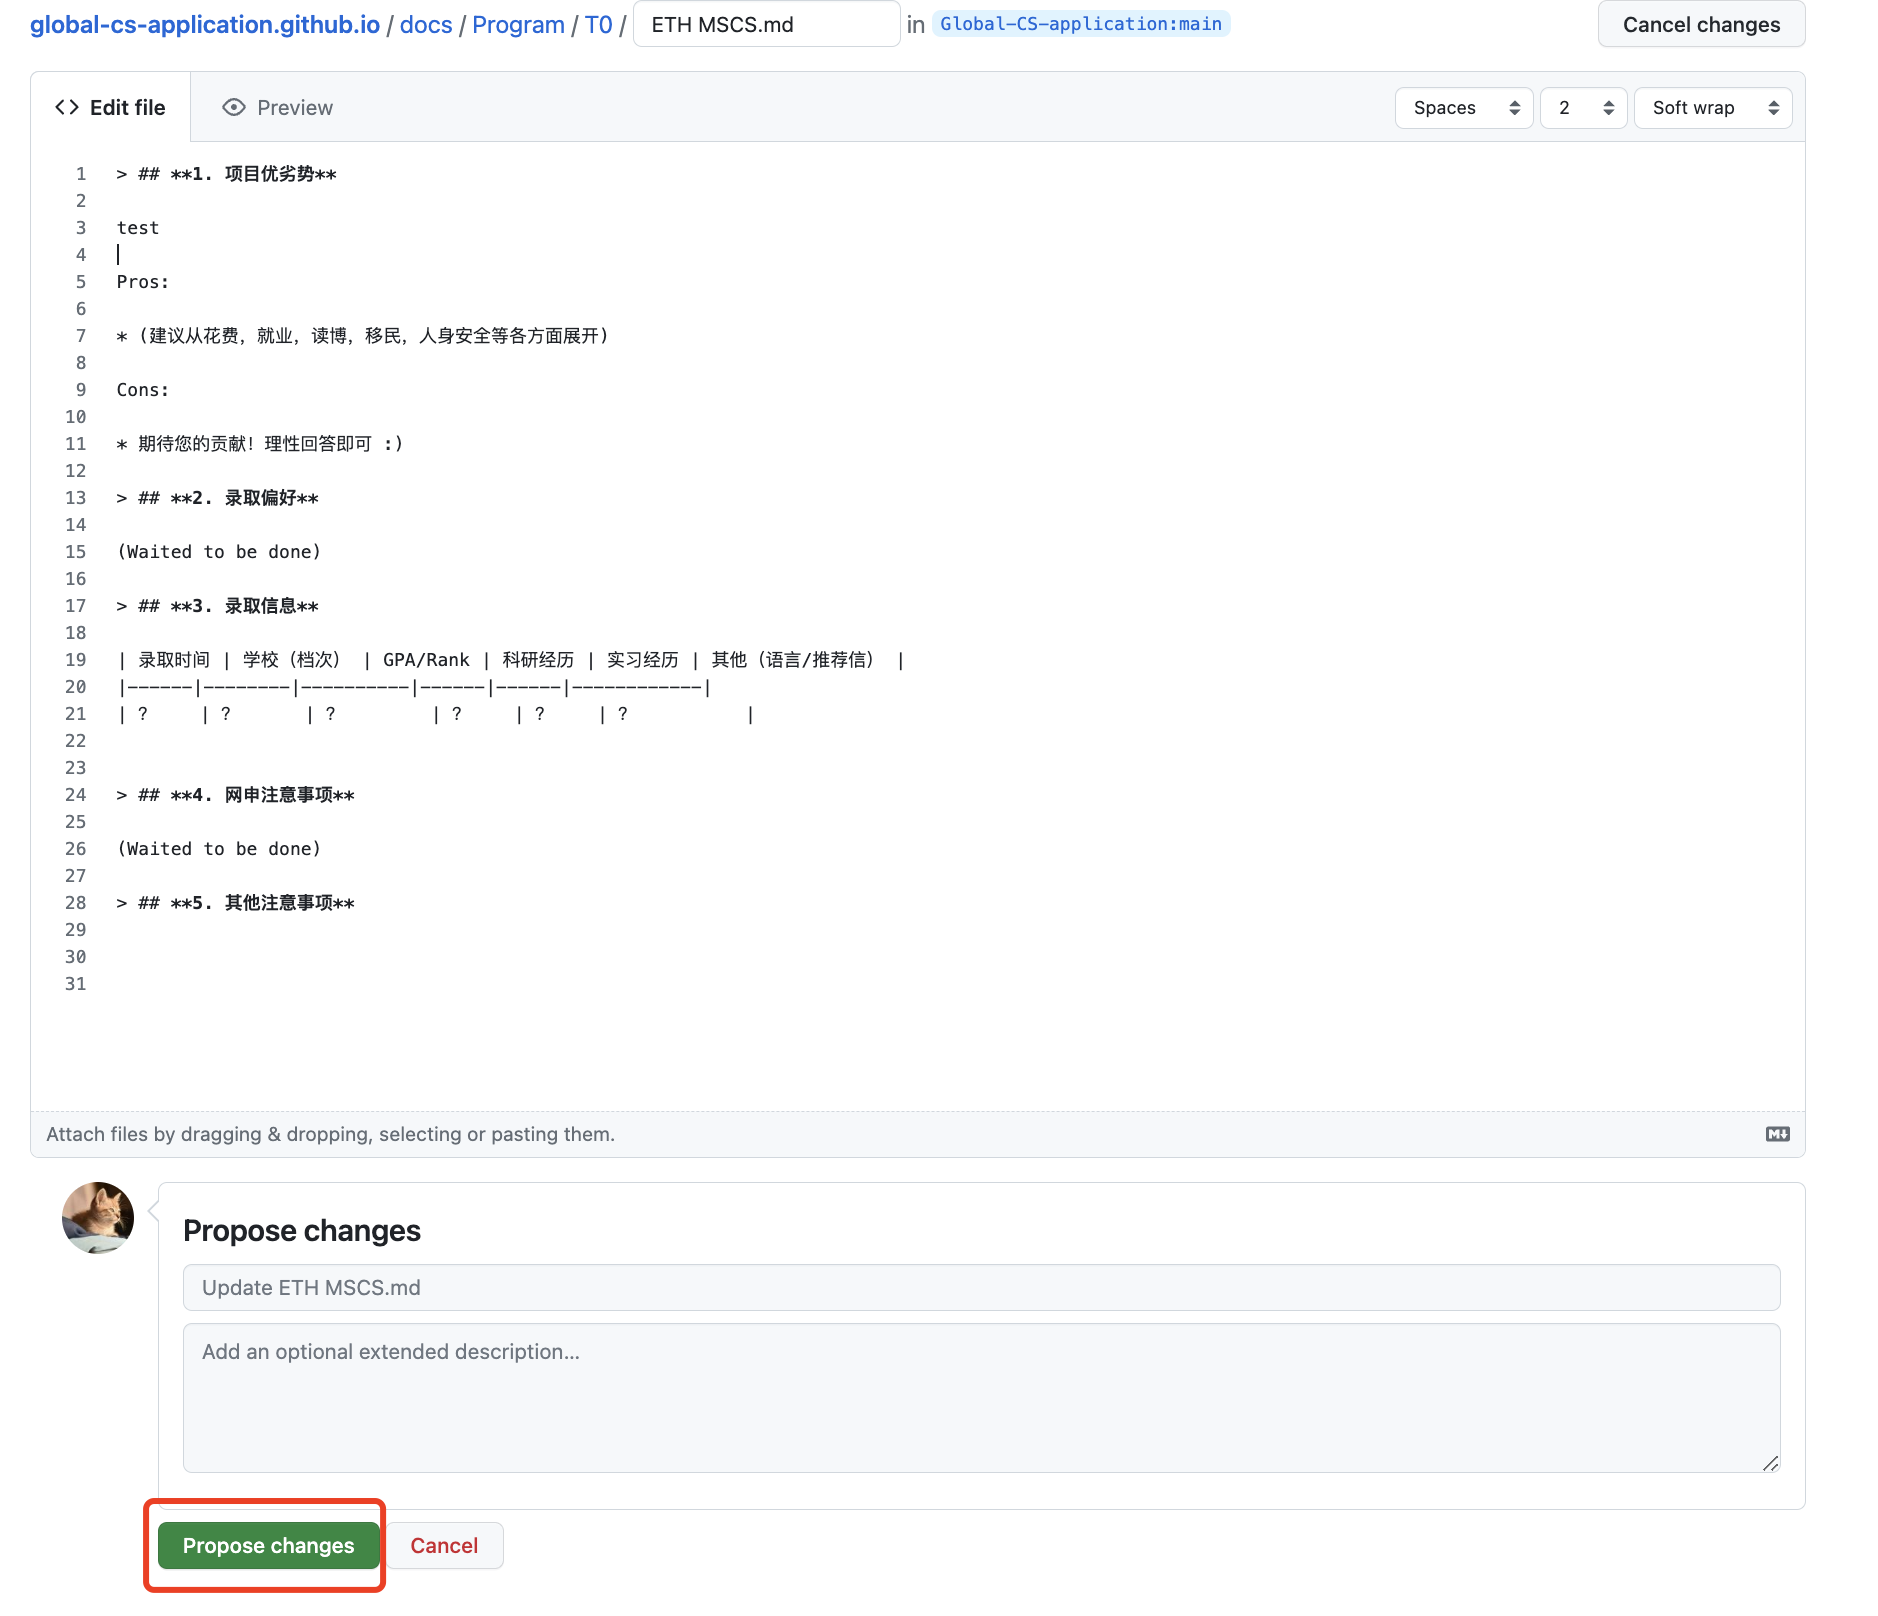 global-cs-application.github.io / docs / Program / T0 / ETH MSCS.md in Global-CS-application:main Cancel changes
Edit file Preview Spaces 2 Soft wrap
1 > ## **1. 项目优劣势**
2
3 test
4
5 Pros:
6
7 * (建议从花费，就业，读博，移民，人身安全等各方面展开)
8
9 Cons:
10
11 * 期待您的贡献！理性回答即可 :)
12
13 > ## **2. 录取偏好**
14
15 (Waited to be done)
16
17 > ## **3. 录取信息**
18
19 | 录取时间 | 学校（档次） | GPA/Rank | 科研经历 | 实习经历 | 其他（语言/推荐信） |
20 |------|--------|----------|------|------|------------|
21 | ? | ? | ? | ? | ? | ? |
22
23
24 > ## **4. 网申注意事项**
25
26 (Waited to be done)
27
28 > ## **5. 其他注意事项**
29
30
31
Attach files by dragging & dropping, selecting or pasting them.
Propose changes
Update ETH MSCS.md
Add an optional extended description...
Propose changes Cancel